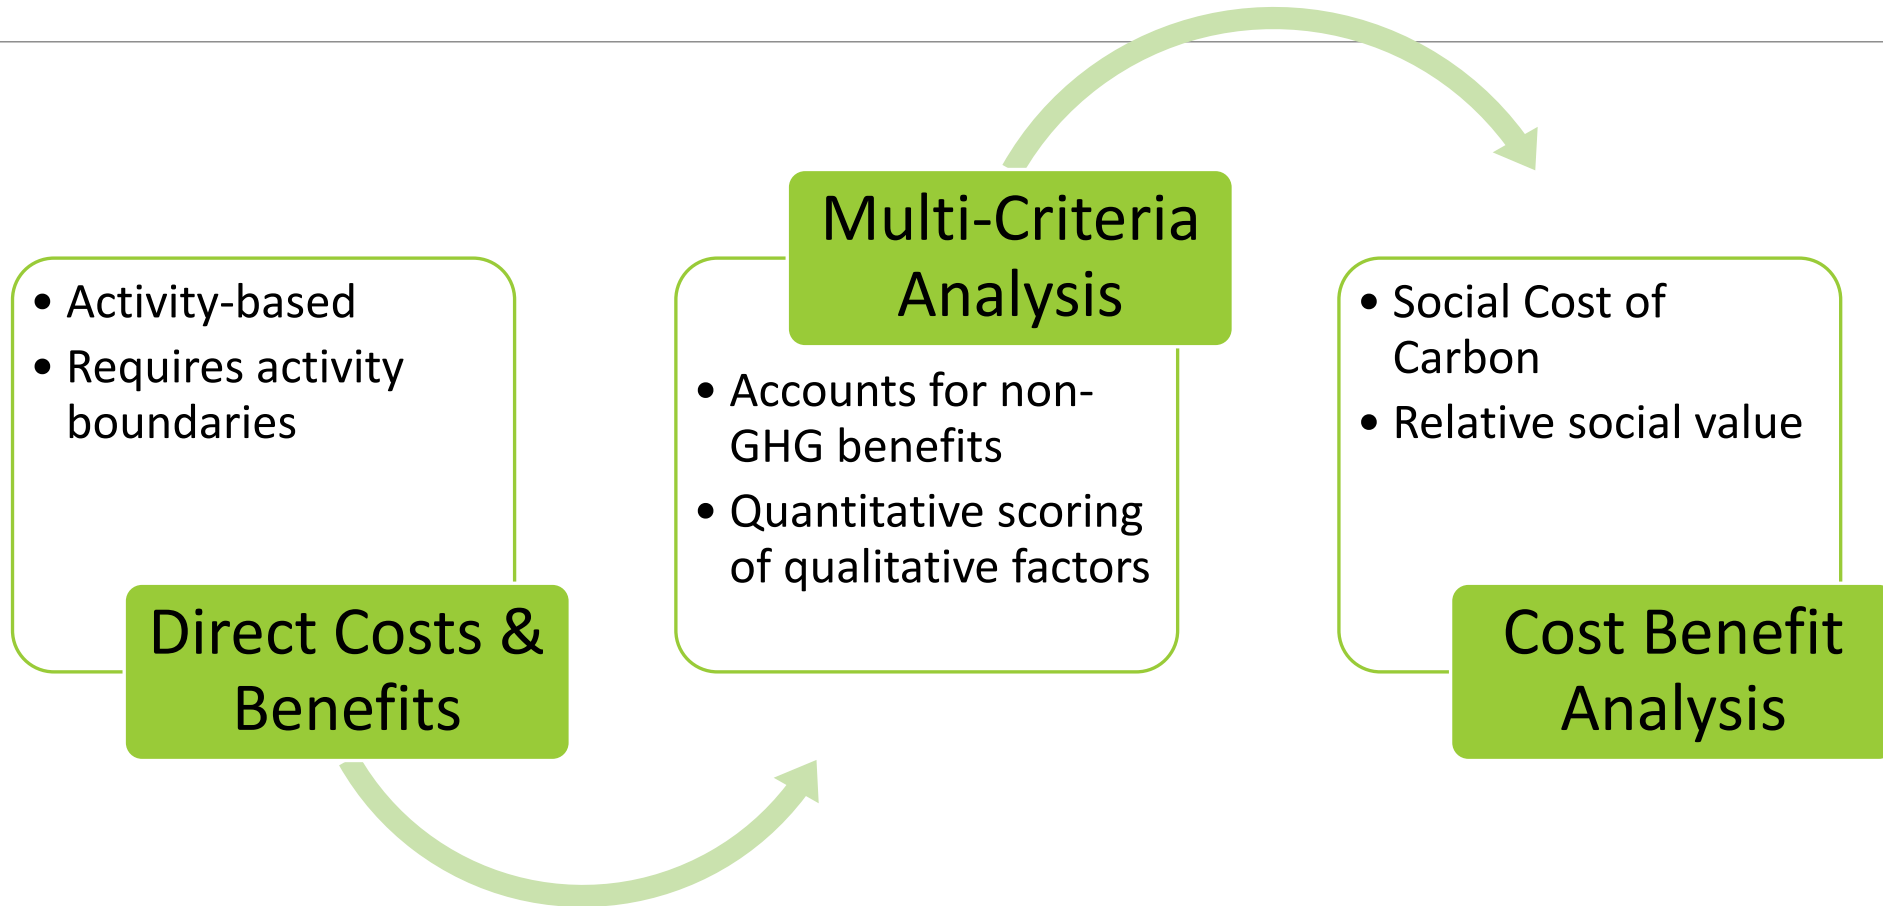 • Activity-based
• Requires activity
boundaries
Direct Costs &
Benefits
Multi-Criteria
Analysis
• Accounts for non-
GHG benefits
• Quantitative scoring
of qualitative factors
• Social Cost of
Carbon
• Relative social value
Cost Benefit
Analysis